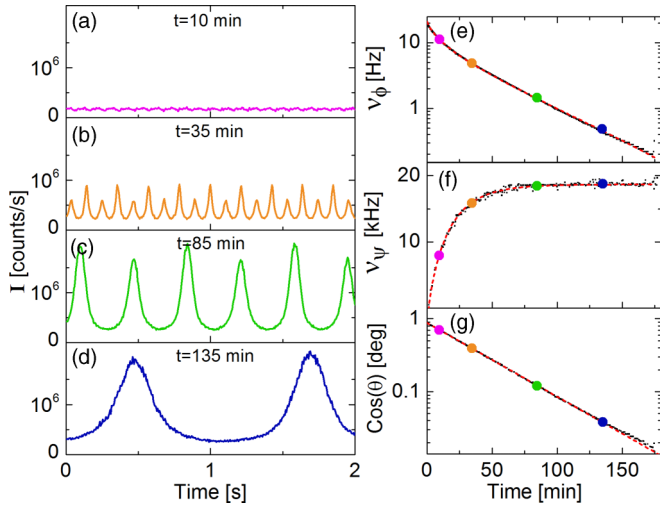 (a) t=10 min
10⁶
0
(b) t=35 min
10⁶
0
(c) t=85 min
10⁶
0
(d) t=135 min
10⁶
0
0 1 2
Time [s]
I [counts/s]
(e)
10
1
ν_ϕ [Hz]
(f)
20
10
ν_ψ [kHz]
(g)
1
0.1
Cos(θ) [deg]
0 50 100 150
Time [min]